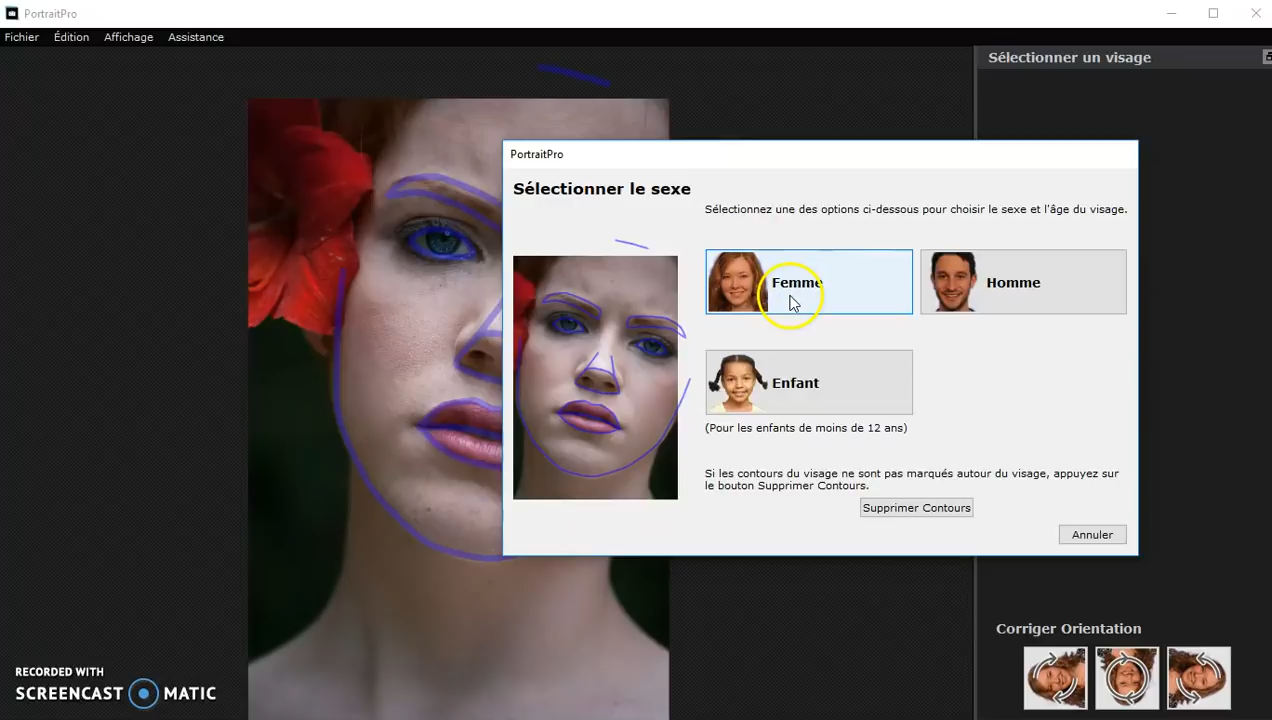 PortraitPro
Fichier Édition Affichage Assistance
Sélectionner un visage
PortraitPro
Sélectionner le sexe
Sélectionnez une des options ci-dessous pour choisir le sexe et l'âge du visage.
Femme
Homme
Enfant
(Pour les enfants de moins de 12 ans)
Si les contours du visage ne sont pas marqués autour du visage, appuyez sur
le bouton Supprimer Contours.
Supprimer Contours
Annuler
Corriger Orientation
RECORDED WITH
SCREENCAST MATIC